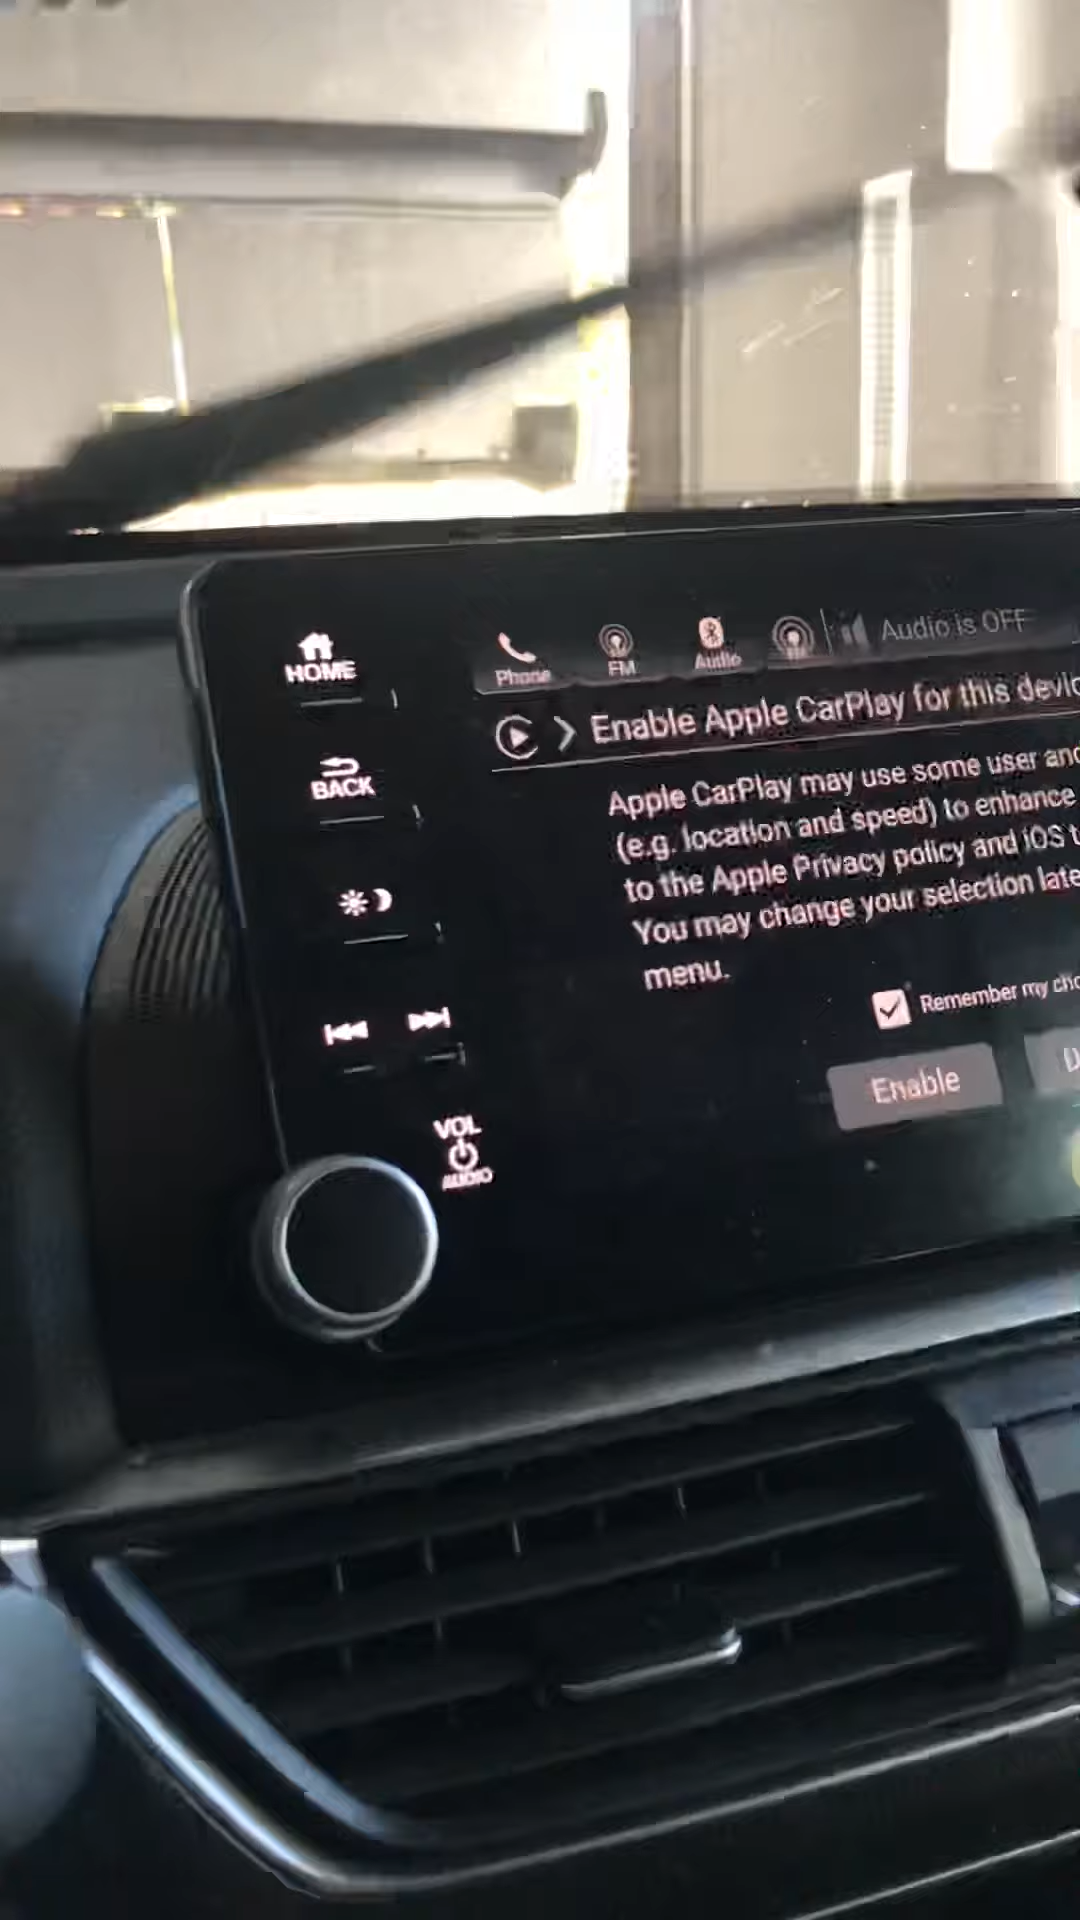 HOME
Phone
FM
Audio
Audio is OFF
Enable Apple CarPlay for this
BACK
Apple CarPlay may use some user
(e.g. location and speed) to enhance
to the Apple Privacy policy and iOS
You may change your selection
menu.
Remember my
Enable
VOL
AUDIO